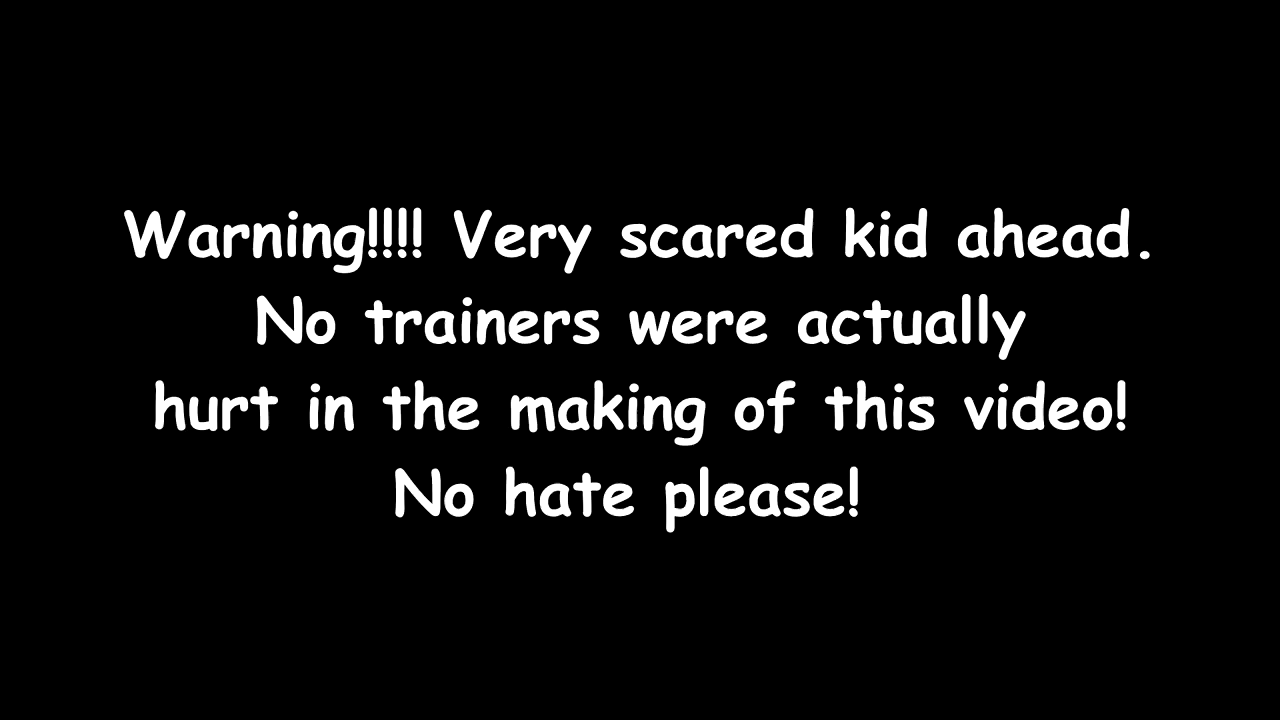 Warning!!!! Very scared kid ahead.
No trainers were actually
hurt in the making of this video!
No hate please!